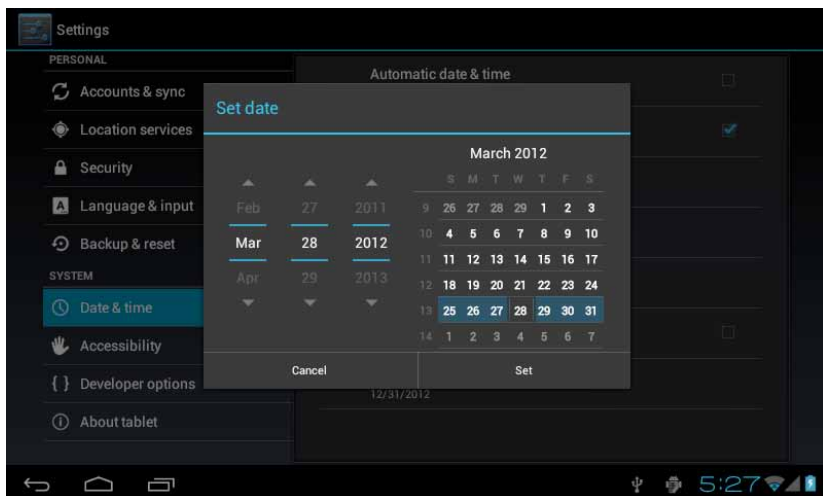 Settings
PERSONAL
Accounts & sync
Location services
Security
Language & input
Backup & reset
SYSTEM
Date & time
Accessibility
{ } Developer options
About tablet
Automatic date & time
Set date
Feb 27 2011
Mar 28 2012
Apr 29 2013
March 2012
S M T W T F S
9 26 27 28 29 1 2 3
10 4 5 6 7 8 9 10
11 11 12 13 14 15 16 17
12 18 19 20 21 22 23 24
13 25 26 27 28 29 30 31
14 1 2 3 4 5 6 7
Cancel Set
12/31/2012
5:27